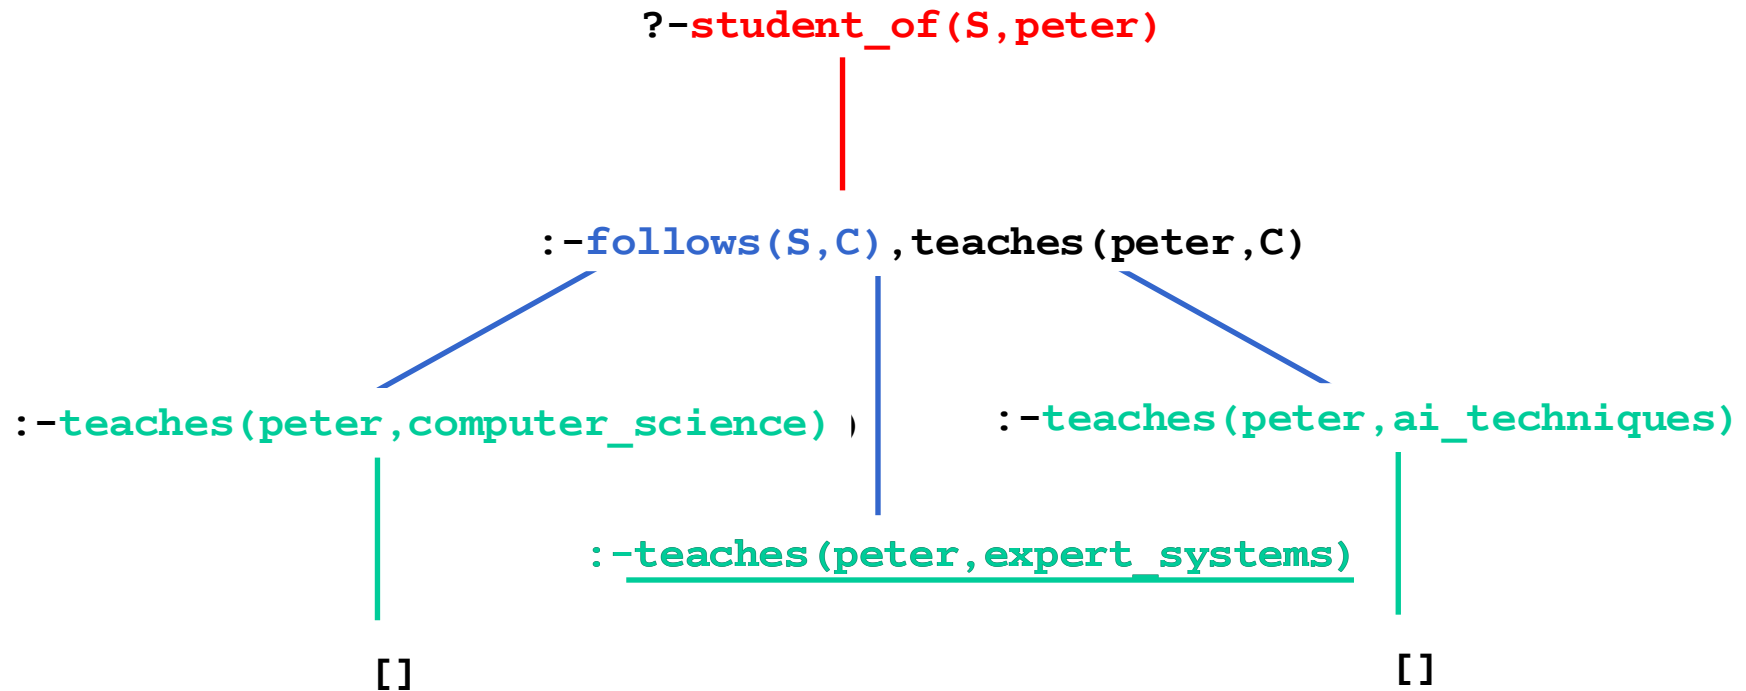 ?-student_of(S,peter)
:-follows(S,C),teaches(peter,C)
:-teaches(peter,computer_science) )
:-teaches(peter,ai_techniques)
:-teaches(peter,expert_systems)
[]
[]